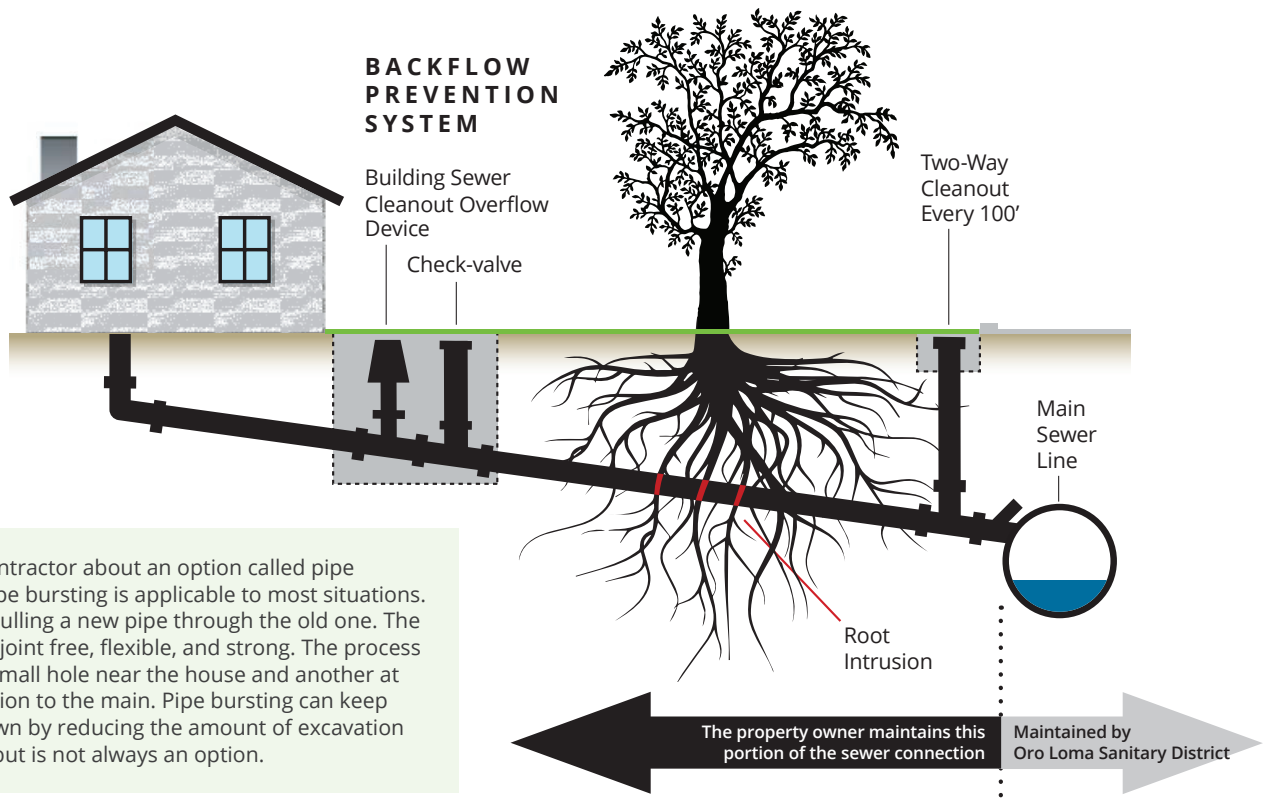 BACKFLOW
PREVENTION
SYSTEM
Building Sewer
Cleanout Overflow
Device
Check-valve
Two-Way
Cleanout
Every 100’
Main
Sewer
Line
Root
Intrusion
The property owner maintains this
portion of the sewer connection
Maintained by
Oro Loma Sanitary District
ntractor about an option called pipe
pe bursting is applicable to most situations.
ulling a new pipe through the old one. The
joint free, flexible, and strong. The process
mall hole near the house and another at
ion to the main. Pipe bursting can keep
wn by reducing the amount of excavation
but is not always an option.